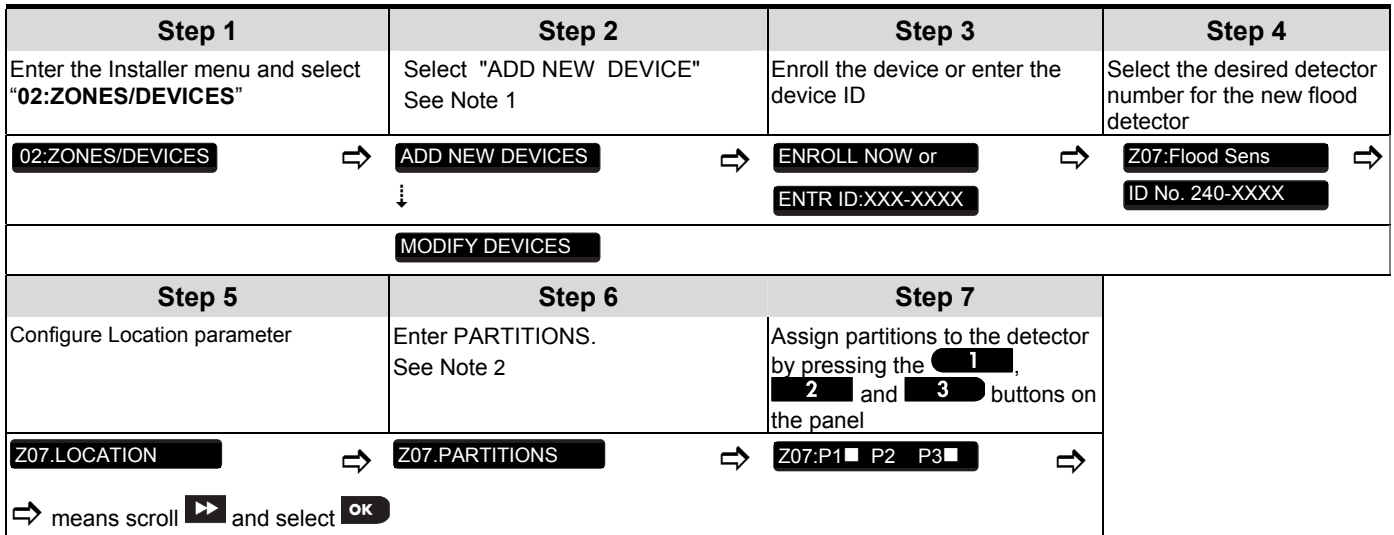 Step 1
Step 2
Step 3
Step 4
Enter the Installer menu and select
“02:ZONES/DEVICES”
Select "ADD NEW DEVICE"
See Note 1
Enroll the device or enter the
device ID
Select the desired detector
number for the new flood
detector
02:ZONES/DEVICES
ADD NEW DEVICES
ENROLL NOW or
ENTR ID:XXX-XXXX
Z07:Flood Sens
ID No. 240-XXXX
MODIFY DEVICES
Step 5
Step 6
Step 7
Configure Location parameter
Enter PARTITIONS.
See Note 2
Assign partitions to the detector
by pressing the 1 ,
2 and 3 buttons on
the panel
Z07.LOCATION
Z07.PARTITIONS
Z07:P1■ P2 P3■
⇨ means scroll ▶▶ and select OK